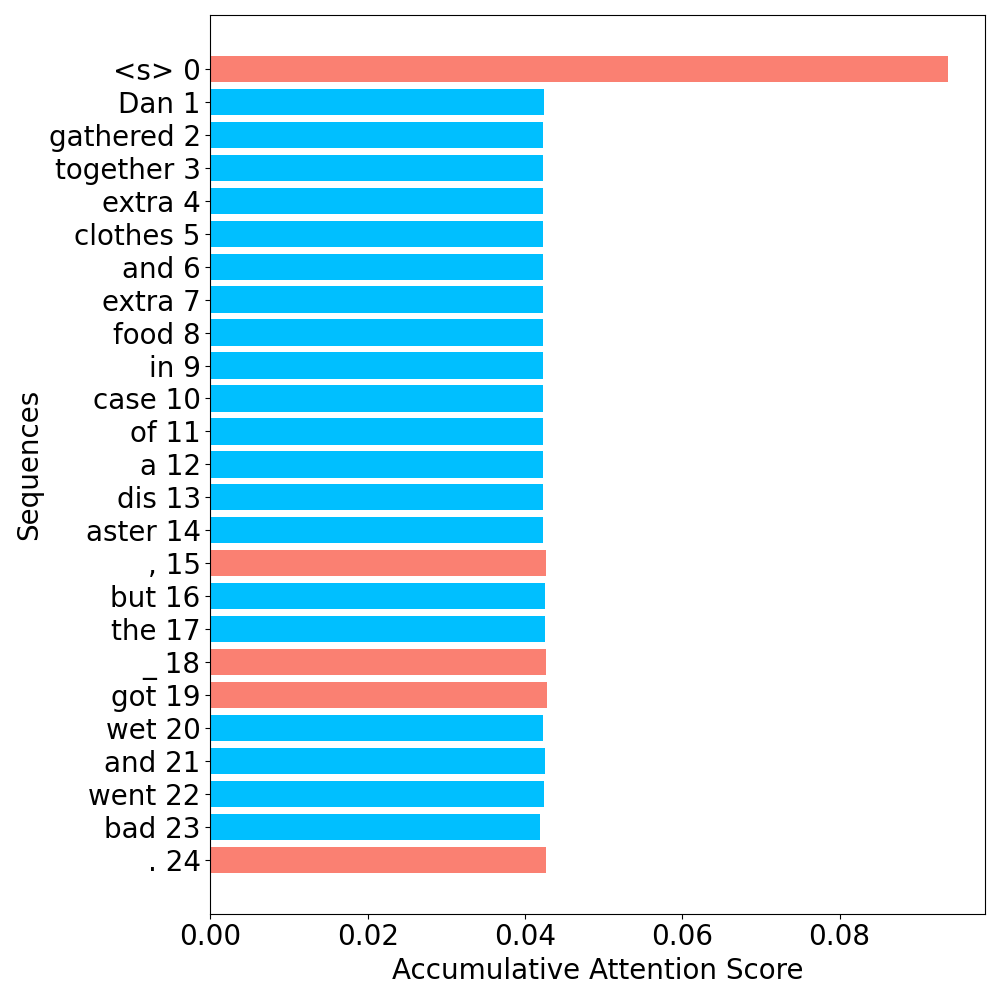 <s> 0
Dan 1
gathered 2
together 3
extra 4
clothes 5
and 6
extra 7
food 8
in 9
case 10
of 11
a 12
dis 13
aster 14
, 15
but 16
the 17
_ 18
got 19
wet 20
and 21
went 22
bad 23
. 24
Sequences
0.00 0.02 0.04 0.06 0.08
Accumulative Attention Score